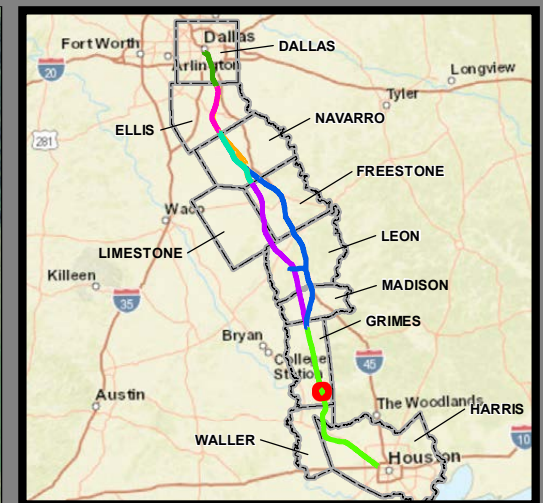 Fort Worth
Dallas
DALLAS
Arlington
20
Longview
Tyler
ELLIS
NAVARRO
281
FREESTONE
Waco
LEON
LIMESTONE
Killeen
MADISON
35
GRIMES
Bryan
College
Station
45
Austin
The Woodlands
HARRIS
WALLER
10
Houston